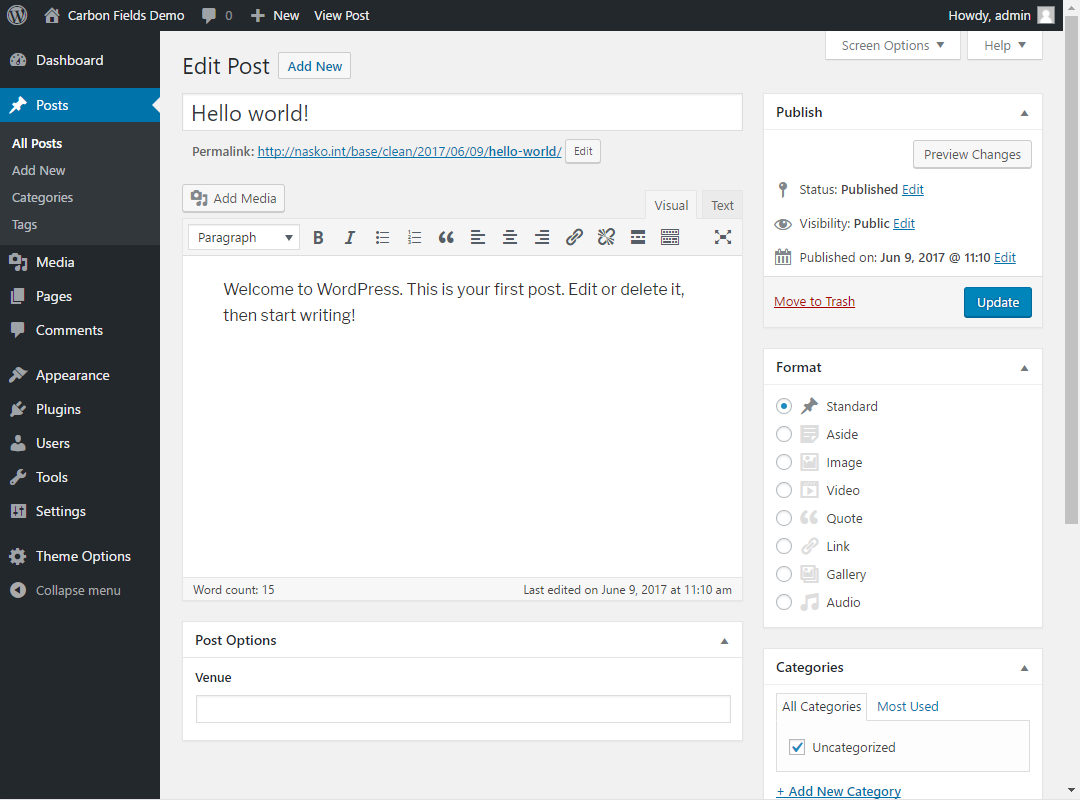 Carbon Fields Demo 0 New View Post Howdy, admin
Dashboard
Posts
All Posts
Add New
Categories
Tags
Media
Pages
Comments
Appearance
Plugins
Users
Tools
Settings
Theme Options
Collapse menu
Screen Options Help
Edit Post Add New
Hello world!
Permalink: http://nasko.int/base/clean/2017/06/09/hello-world/ Edit
Add Media
Visual Text
Paragraph
Welcome to WordPress. This is your first post. Edit or delete it,
then start writing!
Word count: 15 Last edited on June 9, 2017 at 11:10 am
Post Options
Venue
Publish
Preview Changes
Status: Published Edit
Visibility: Public Edit
Published on: Jun 9, 2017 @ 11:10 Edit
Move to Trash Update
Format
Standard
Aside
Image
Video
Quote
Link
Gallery
Audio
Categories
All Categories Most Used
Uncategorized
+ Add New Category